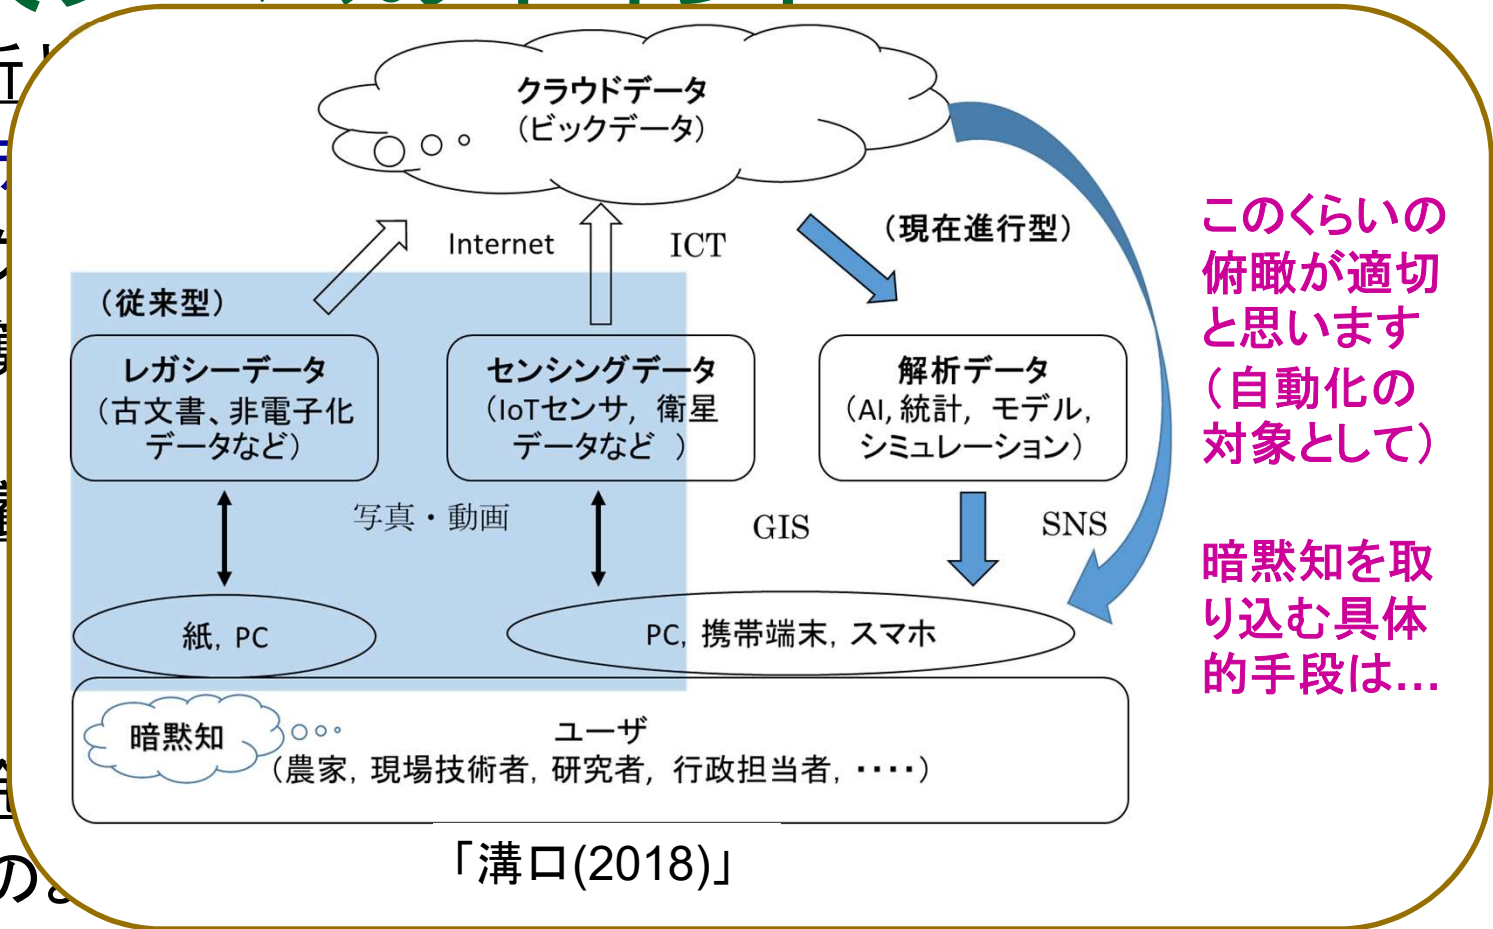 クラウドデータ
（ビックデータ）
Internet
ICT
（現在進行型）
（従来型）
レガシーデータ
（古文書、非電子化
データなど）
センシングデータ
（IoTセンサ，衛星
データなど ）
解析データ
（AI, 統計，モデル，
シミュレーション）
写真・動画
GIS
SNS
紙，PC
PC，携帯端末，スマホ
暗黙知
ユーザ
（農家，現場技術者，研究者，行政担当者，････）
「溝口(2018)」
このくらいの
俯瞰が適切
と思います
（自動化の
対象として）
暗黙知を取
り込む具体
的手段は…